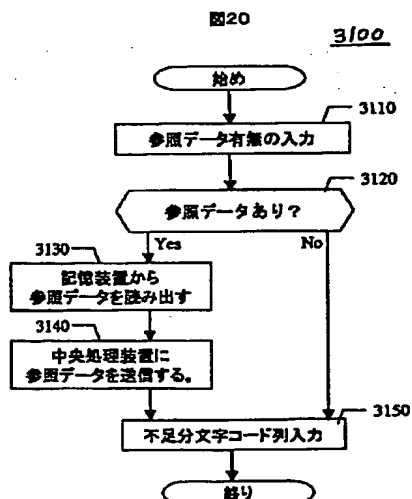 図20
3100
始め
3110
参照データ有無の入力
3120
参照データあり?
Yes
No
3130
記憶装置から
参照データを読み出す
3140
中央処理装置に
参照データを送信する。
3150
不足分文字コード列入力
終り